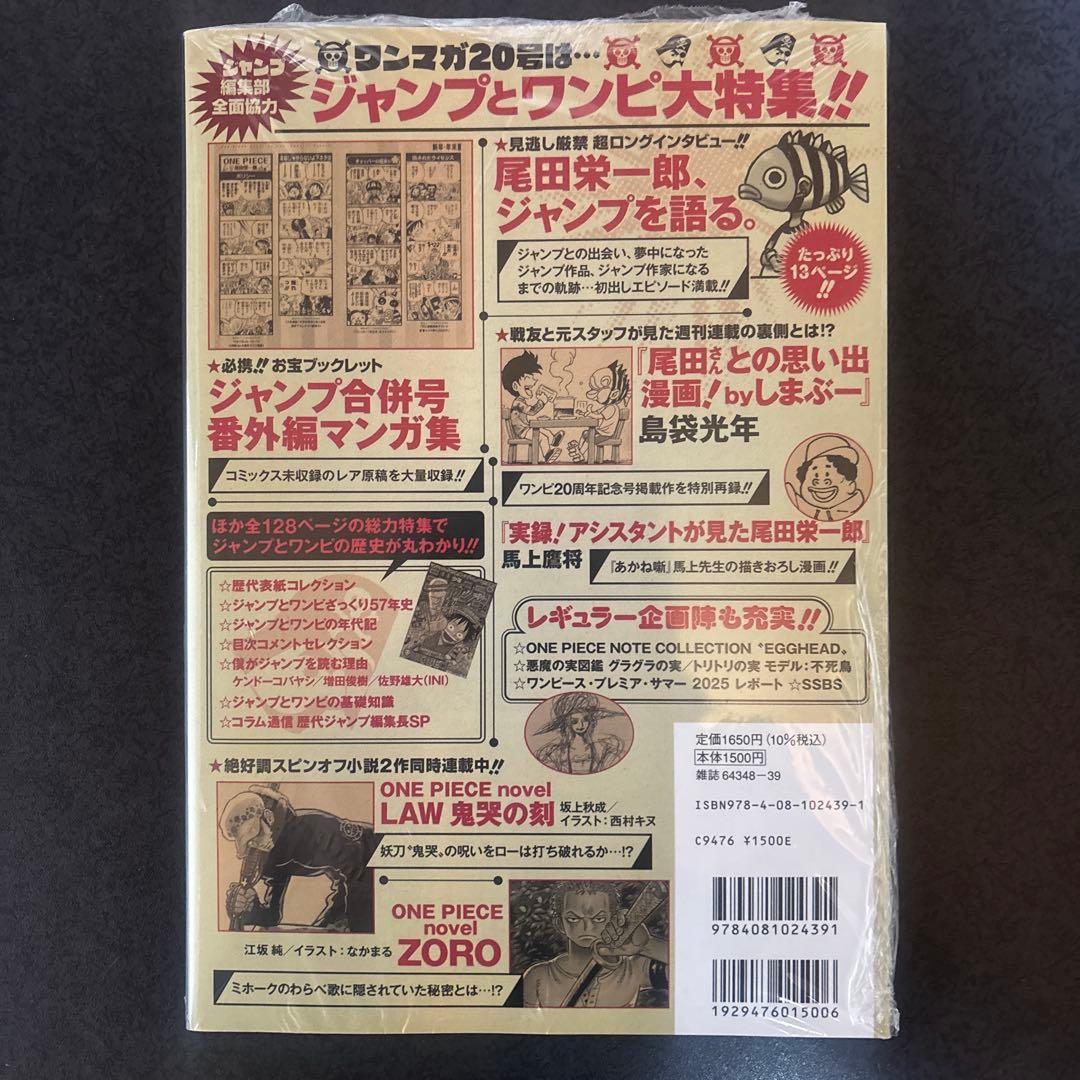 ジャンプ
編集部
全面協力
ワンマガ20号は…
ジャンプとワンピ大特集!!
ONE PIECE
ポリシー
★見逃し厳禁 超ロングインタビュー!!
尾田栄一郎、
ジャンプを語る。
ジャンプとの出会い、夢中になった
ジャンプ作品、ジャンプ作家になる
までの軌跡…初出しエピソード満載!!
たっぷり
13ページ
!!
★必携!! お宝ブックレット
ジャンプ合併号
番外編マンガ集
コミックス未収録のレア原稿を大量収録!!
★戦友と元スタッフが見た週刊連載の裏側とは!?
『尾田さんとの思い出
漫画!byしまぶー』
島袋光年
ワンピ20周年記念号掲載作を特別再録!!
『実録!アシスタントが見た尾田栄一郎』
馬上鷹将
『あかね噺』馬上先生の描きおろし漫画!!
ほか全128ページの総力特集で
ジャンプとワンピの歴史が丸わかり!!
☆歴代表紙コレクション
☆ジャンプとワンピざっくり57年史
☆ジャンプとワンピの年代記
☆目次コメントセレクション
☆僕がジャンプを読む理由
ケンドーコバヤシ/増田俊樹/佐野雄大(INI)
☆ジャンプとワンピの基礎知識
☆コラム通信 歴代ジャンプ編集長SP
レギュラー企画陣も充実!!
☆ONE PIECE NOTE COLLECTION〝EGGHEAD〟
☆悪魔の実図鑑 グラグラの実/トリトリの実 モデル:不死鳥
☆ワンピース・プレミア・サマー 2025 レポート ☆SSBS
★絶好調スピンオフ小説2作同時連載中!!
ONE PIECE novel
LAW 鬼哭の刻
坂上秋成/
イラスト:西村キヌ
妖刀〝鬼哭〟の呪いをローは打ち破れるか…!?
ONE PIECE
novel
ZORO
江坂 純/イラスト:なかまる
ミホークのわらべ歌に隠されていた秘密とは…!?
定価1650円(10%税込)
本体1500円
雑誌 64348-39
ISBN978-4-08-102439-1
C9476 ¥1500E
9784081024391
1929476015006